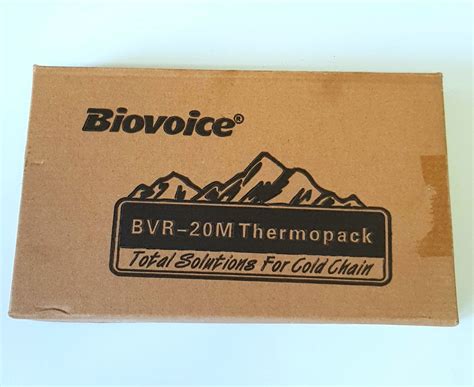 Biovoice®
BVR-20M Thermopack
Total Solutions For Cold Chain